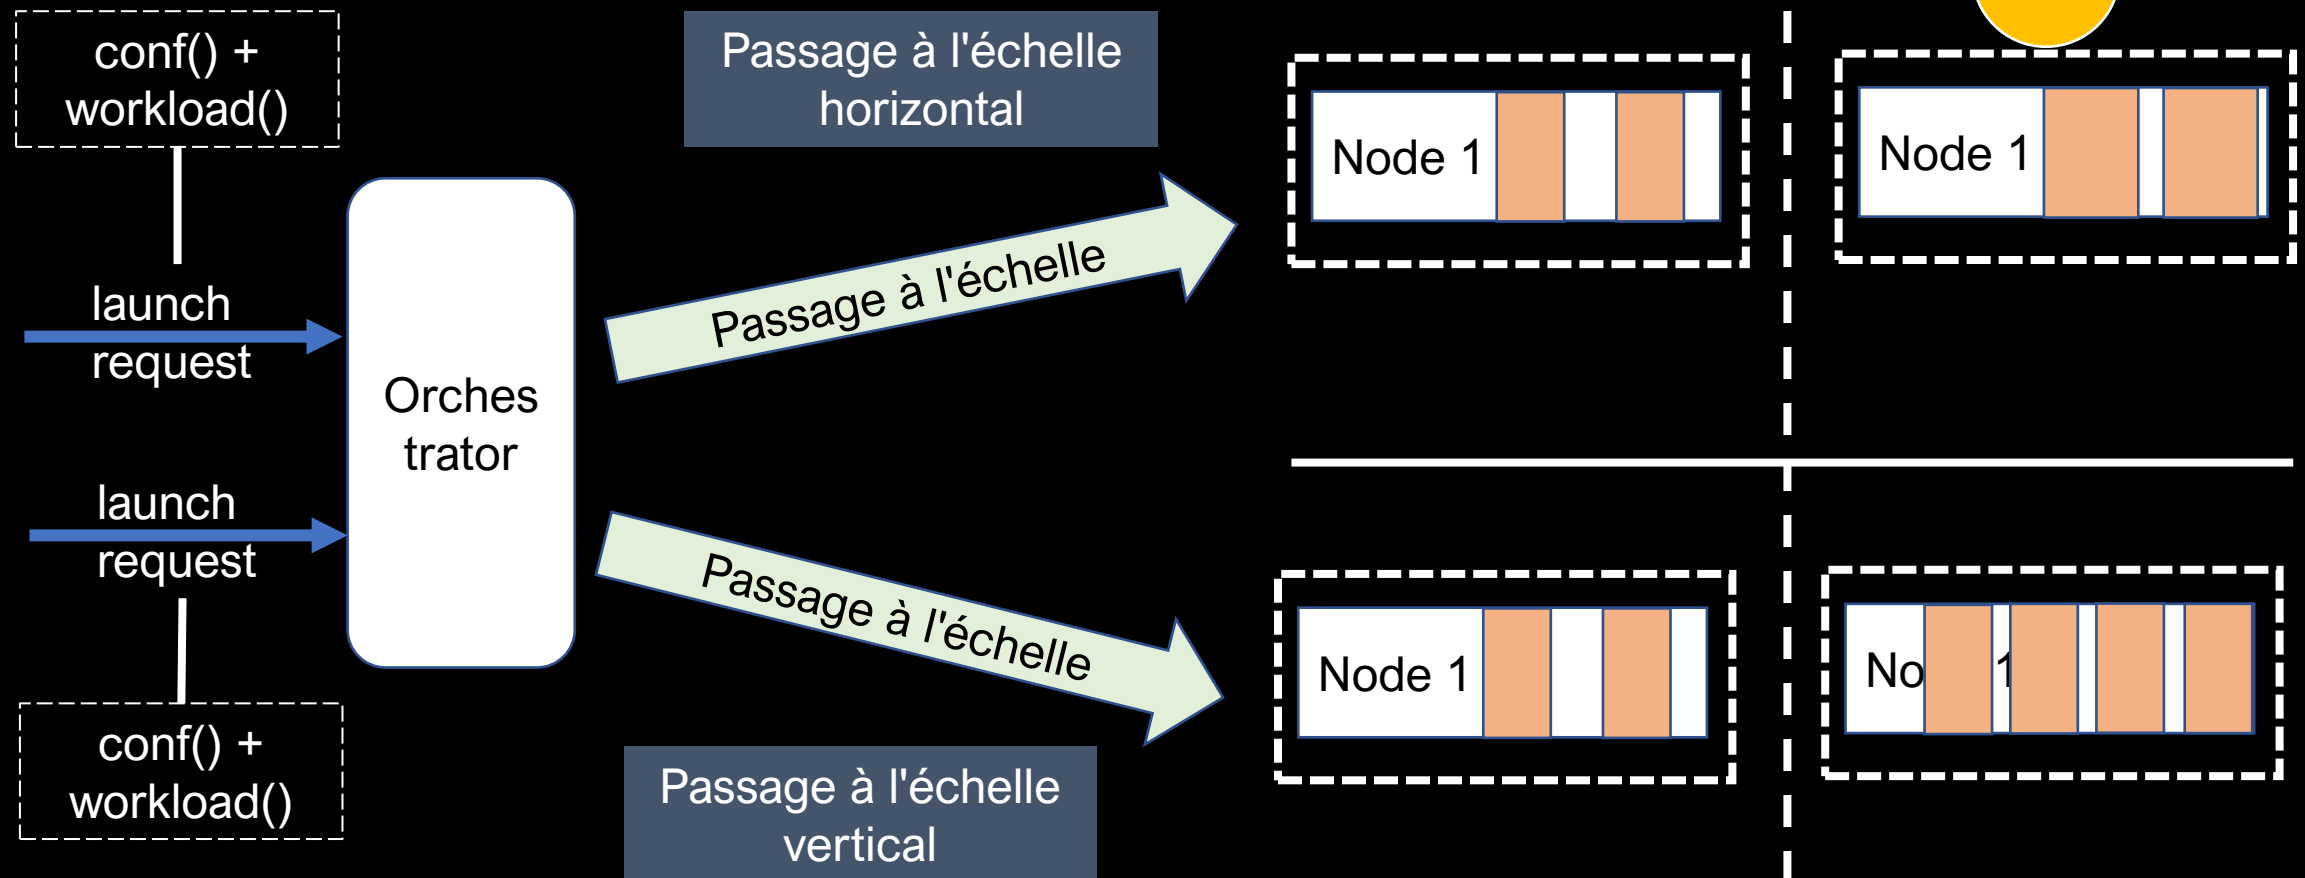 conf() +
workload()
launch
request
Orches
trator
launch
request
conf() +
workload()
Passage à l'échelle
horizontal
Passage à l'échelle
Passage à l'échelle
Passage à l'échelle
vertical
Node 1
Node 1
Node 1
No 1